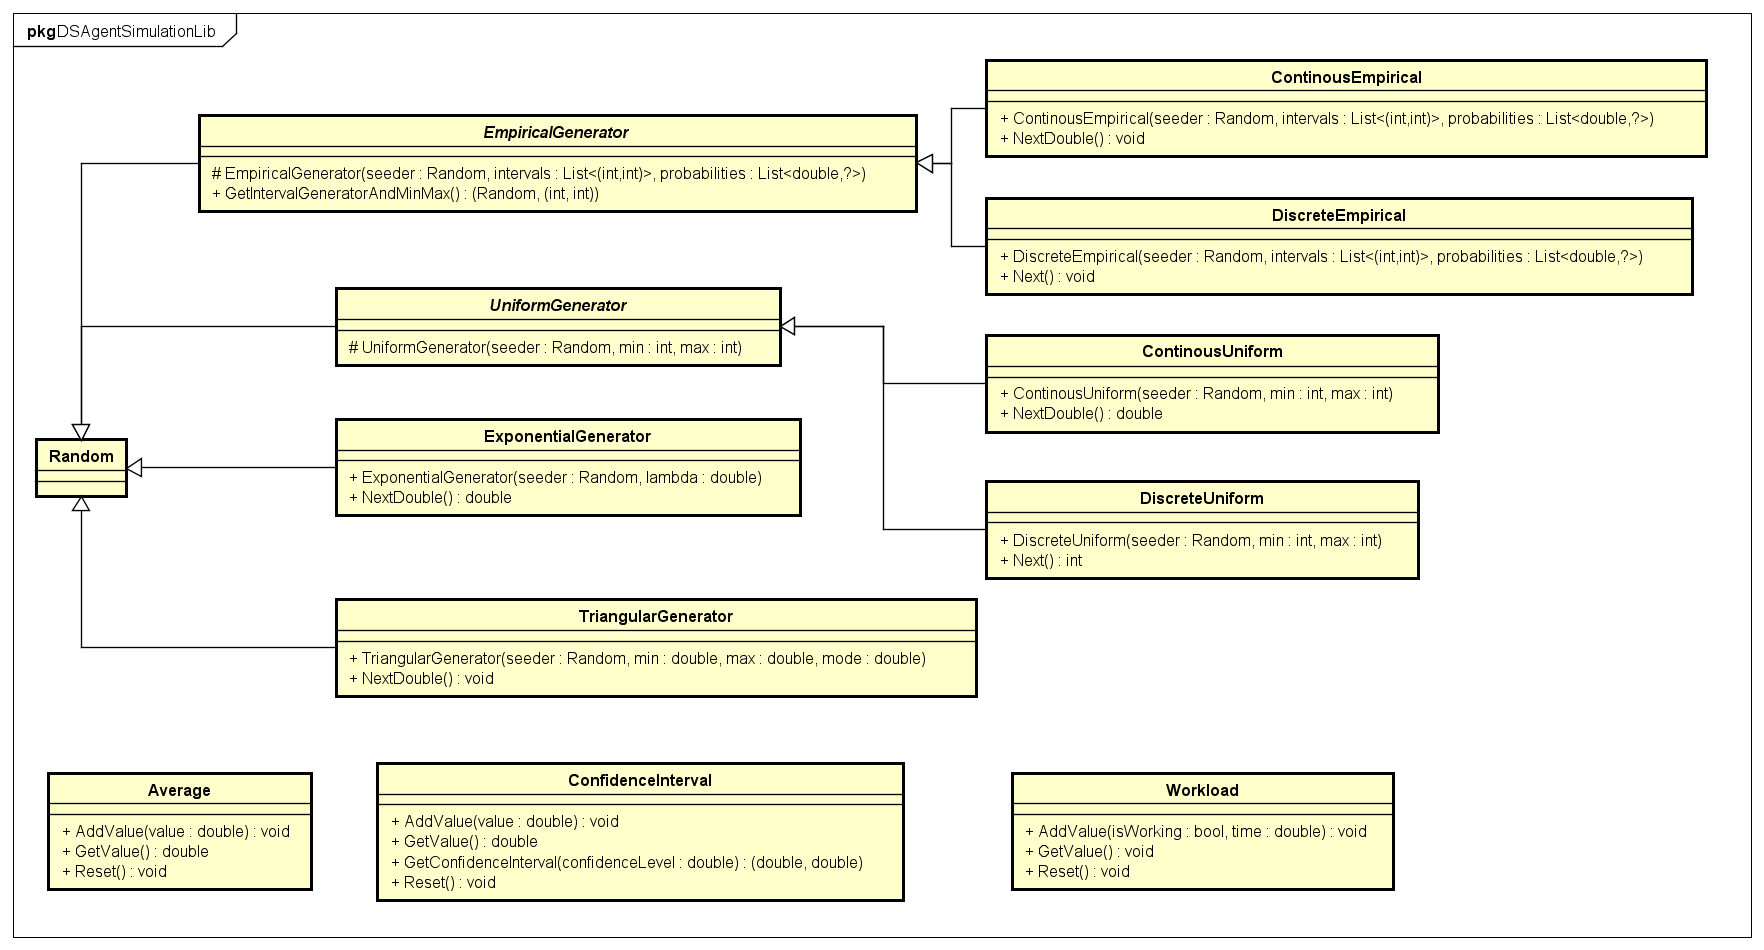 pkgDSAgentSimulationLib
ContinousEmpirical
+ ContinousEmpirical(seeder : Random, intervals : List<(int,int)>, probabilities : List<double,?>)
+ NextDouble() : void
EmpiricalGenerator
# EmpiricalGenerator(seeder : Random, intervals : List<(int,int)>, probabilities : List<double,?>)
+ GetIntervalGeneratorAndMinMax() : (Random, (int, int))
DiscreteEmpirical
+ DiscreteEmpirical(seeder : Random, intervals : List<(int,int)>, probabilities : List<double,?>)
+ Next() : void
UniformGenerator
# UniformGenerator(seeder : Random, min : int, max : int)
ContinousUniform
+ ContinousUniform(seeder : Random, min : int, max : int)
+ NextDouble() : double
Random
ExponentialGenerator
+ ExponentialGenerator(seeder : Random, lambda : double)
+ NextDouble() : double
DiscreteUniform
+ DiscreteUniform(seeder : Random, min : int, max : int)
+ Next() : int
TriangularGenerator
+ TriangularGenerator(seeder : Random, min : double, max : double, mode : double)
+ NextDouble() : void
Average
+ AddValue(value : double) : void
+ GetValue() : double
+ Reset() : void
ConfidenceInterval
+ AddValue(value : double) : void
+ GetValue() : double
+ GetConfidenceInterval(confidenceLevel : double) : (double, double)
+ Reset() : void
Workload
+ AddValue(isWorking : bool, time : double) : void
+ GetValue() : void
+ Reset() : void